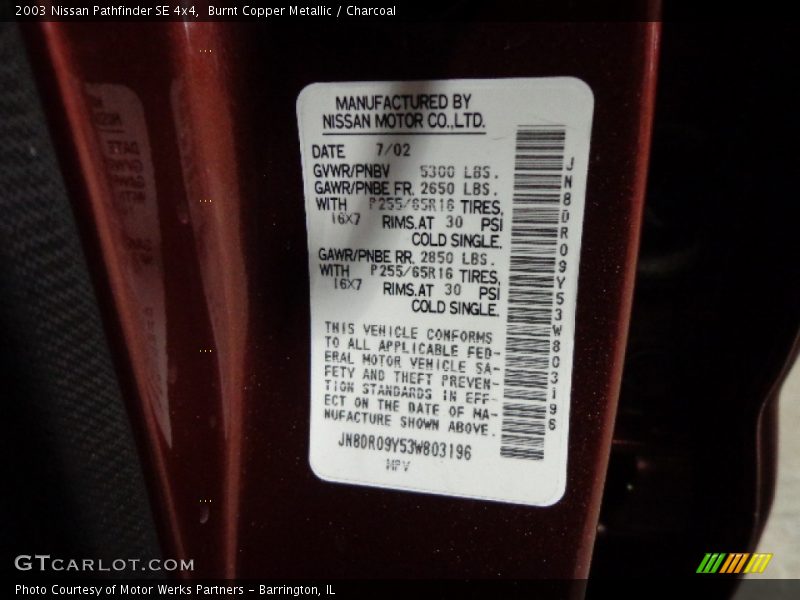 2003 Nissan Pathfinder SE 4x4, Burnt Copper Metallic / Charcoal
MANUFACTURED BY
NISSAN MOTOR CO.,LTD.
DATE 7/02
GVWR/PNBV 5300 LBS.
GAWR/PNBE FR. 2650 LBS.
WITH P255/65R16 TIRES,
16X7 RIMS.AT 30 PSI
COLD SINGLE.
GAWR/PNBE RR. 2850 LBS.
WITH P255/65R16 TIRES,
16X7 RIMS.AT 30 PSI
COLD SINGLE.
THIS VEHICLE CONFORMS
TO ALL APPLICABLE FED-
ERAL MOTOR VEHICLE SA-
FETY AND THEFT PREVEN-
TION STANDARDS IN EFF-
ECT ON THE DATE OF MA-
NUFACTURE SHOWN ABOVE.
JN8DR09Y53W803196
MPV
JN8DR09Y53W803196
GTCARLOT.COM
Photo Courtesy of Motor Werks Partners – Barrington, IL